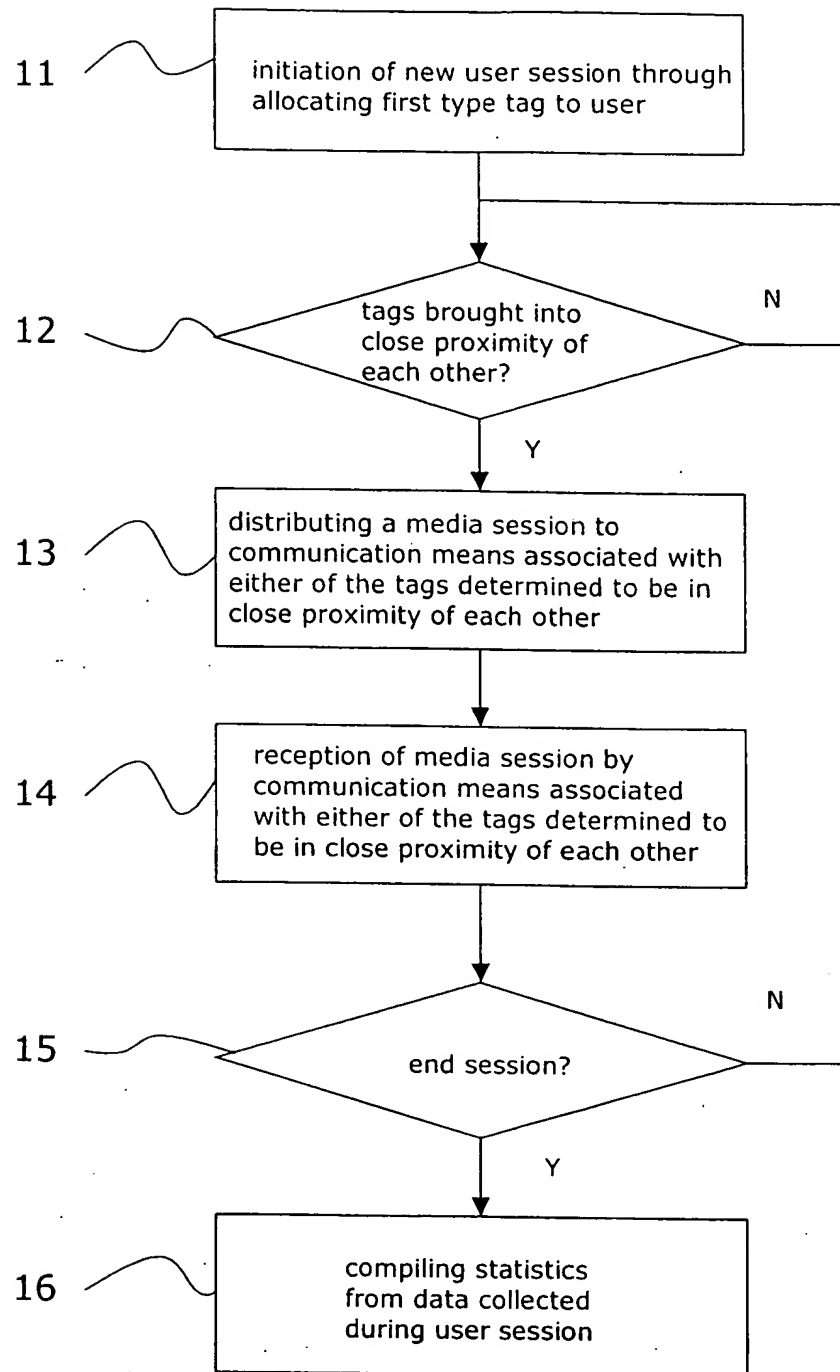 11
initiation of new user session through
allocating first type tag to user
12
tags brought into
close proximity of
each other?
N
Y
13
distributing a media session to
communication means associated with
either of the tags determined to be in
close proximity of each other
14
reception of media session by
communication means associated
with either of the tags determined to
be in close proximity of each other
15
end session?
N
Y
16
compiling statistics
from data collected
during user session